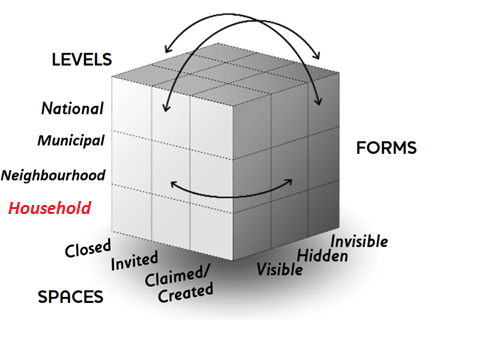 LEVELS
National
Municipal
Neighbourhood
Household
FORMS
Closed
Invited
Claimed/
Created
Visible
Hidden
Invisible
SPACES